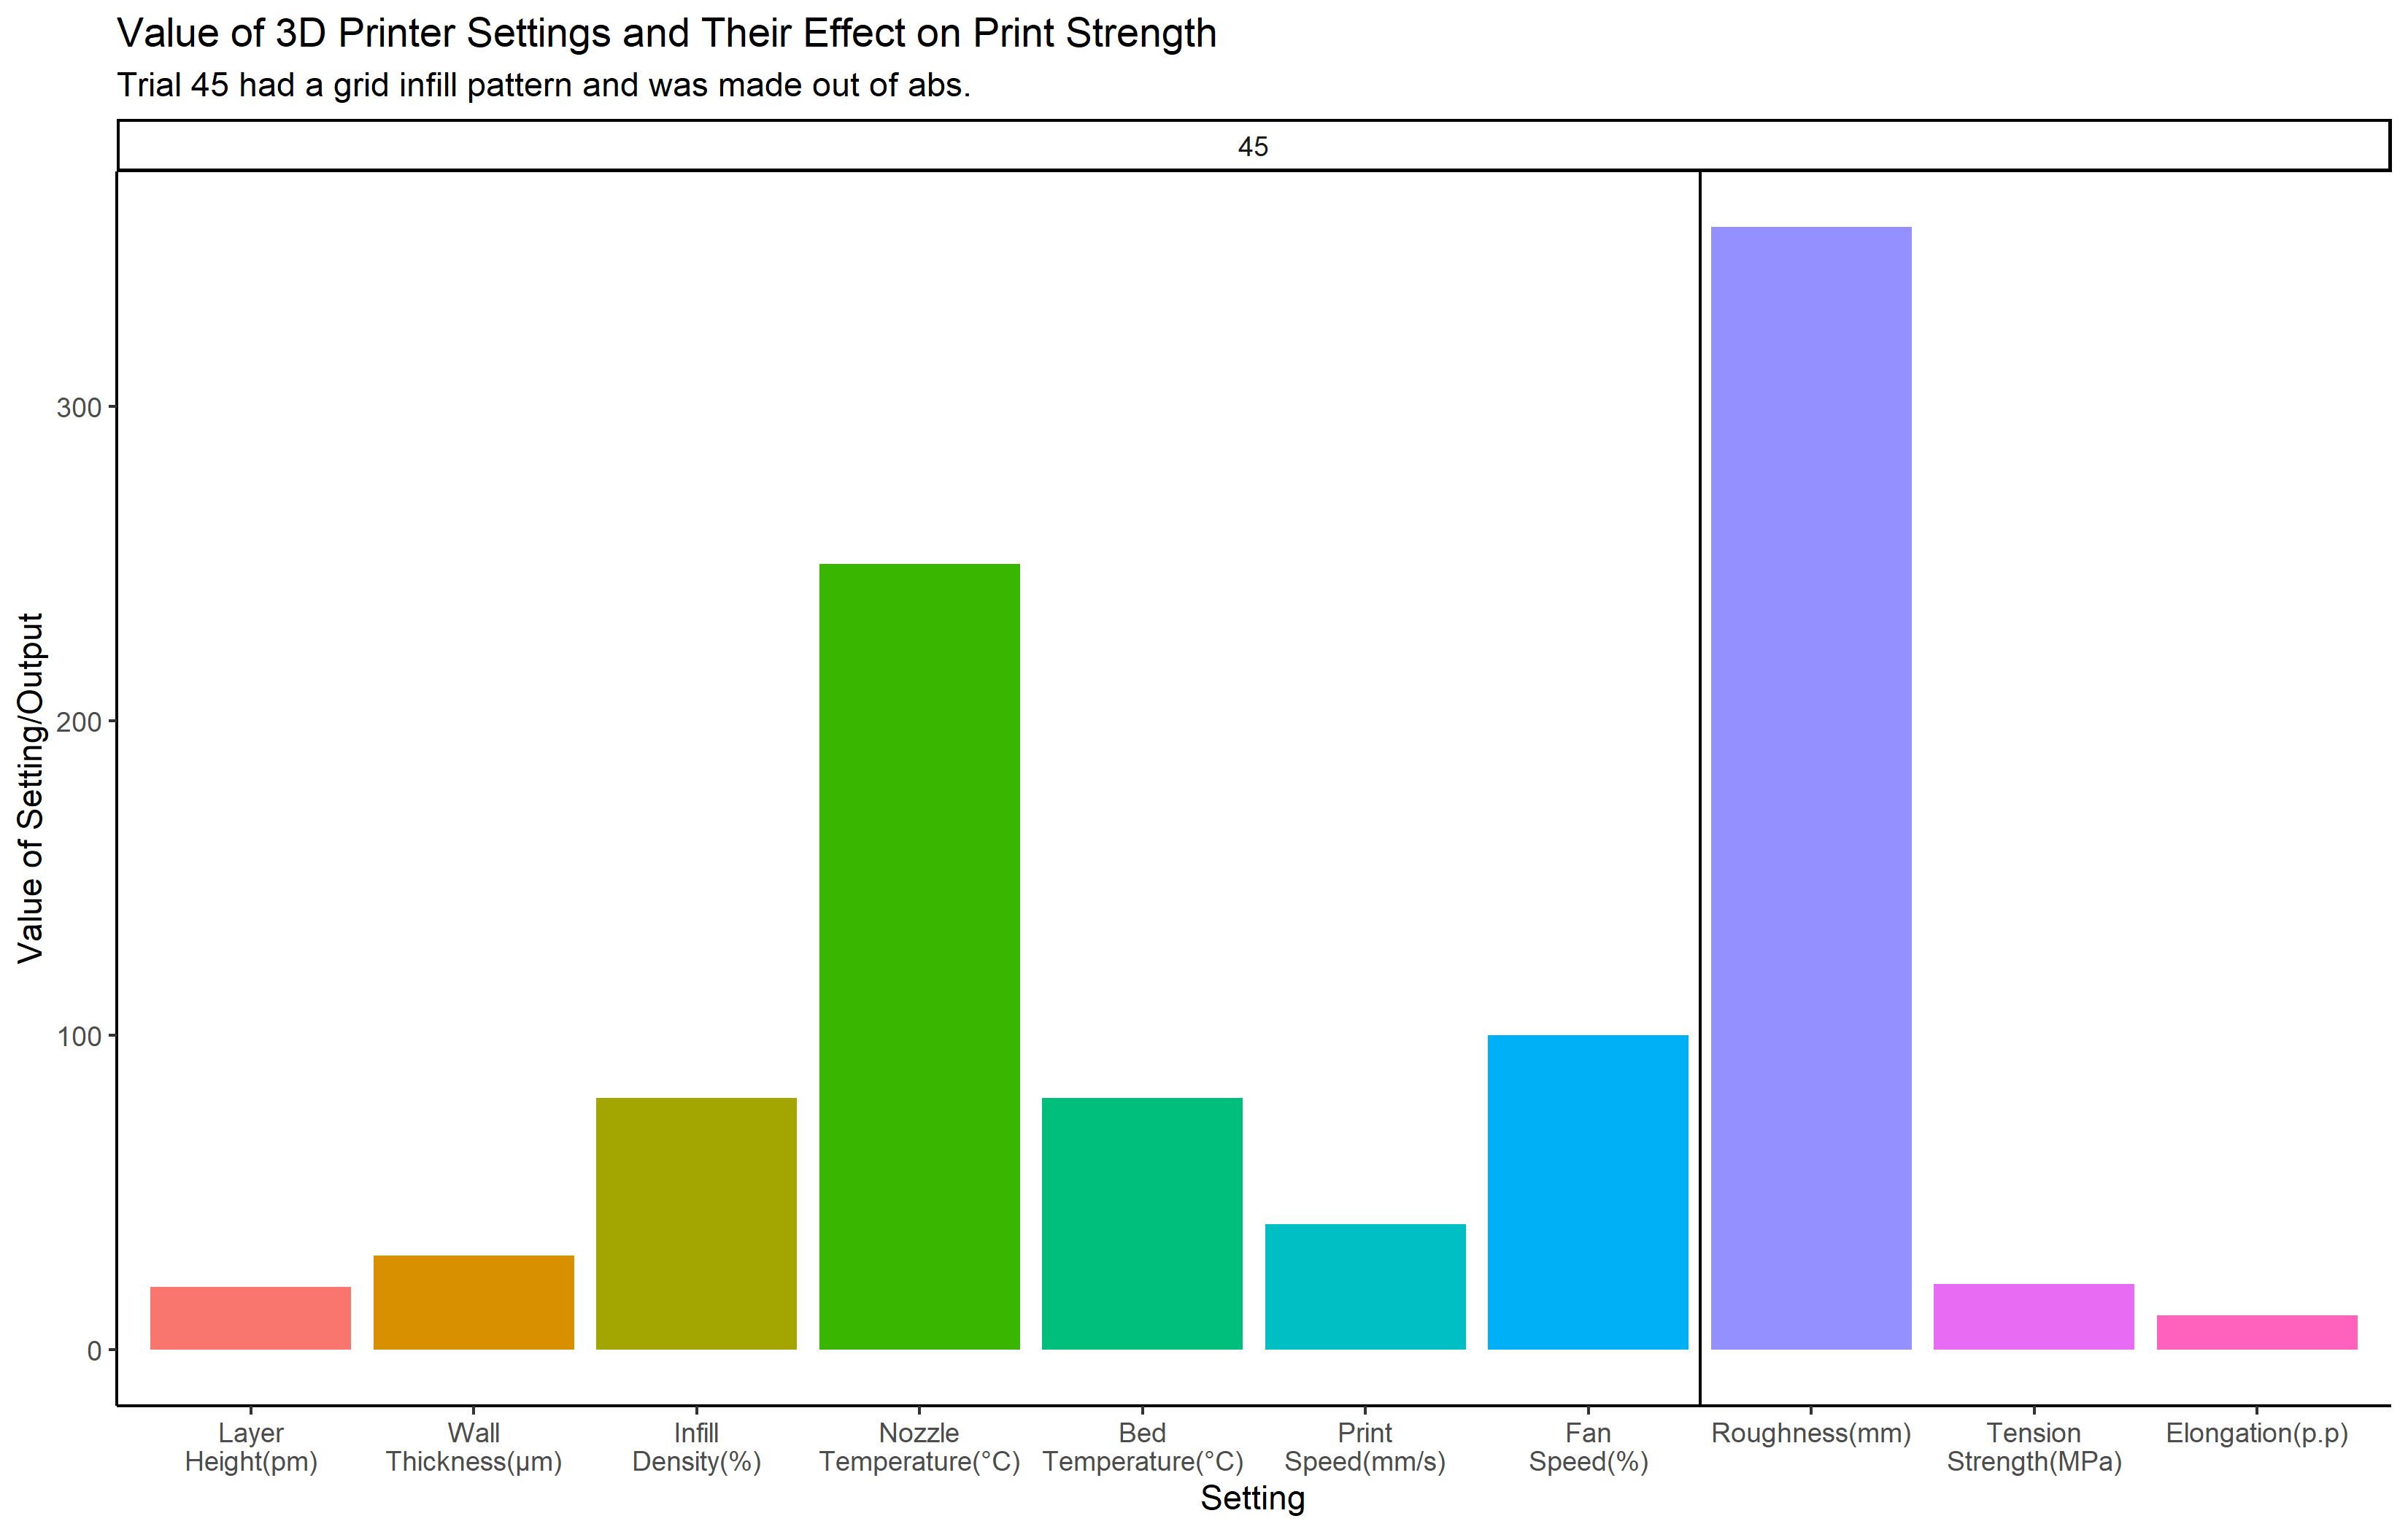 Value of 3D Printer Settings and Their Effect on Print Strength
Trial 45 had a grid infill pattern and was made out of abs.
45
Value of Setting/Output
300
200
100
0
Layer
Height(pm)
Wall
Thickness(µm)
Infill
Density(%)
Nozzle
Temperature(°C)
Bed
Temperature(°C)
Print
Speed(mm/s)
Fan
Speed(%)
Roughness(mm)
Tension
Strength(MPa)
Elongation(p.p)
Setting